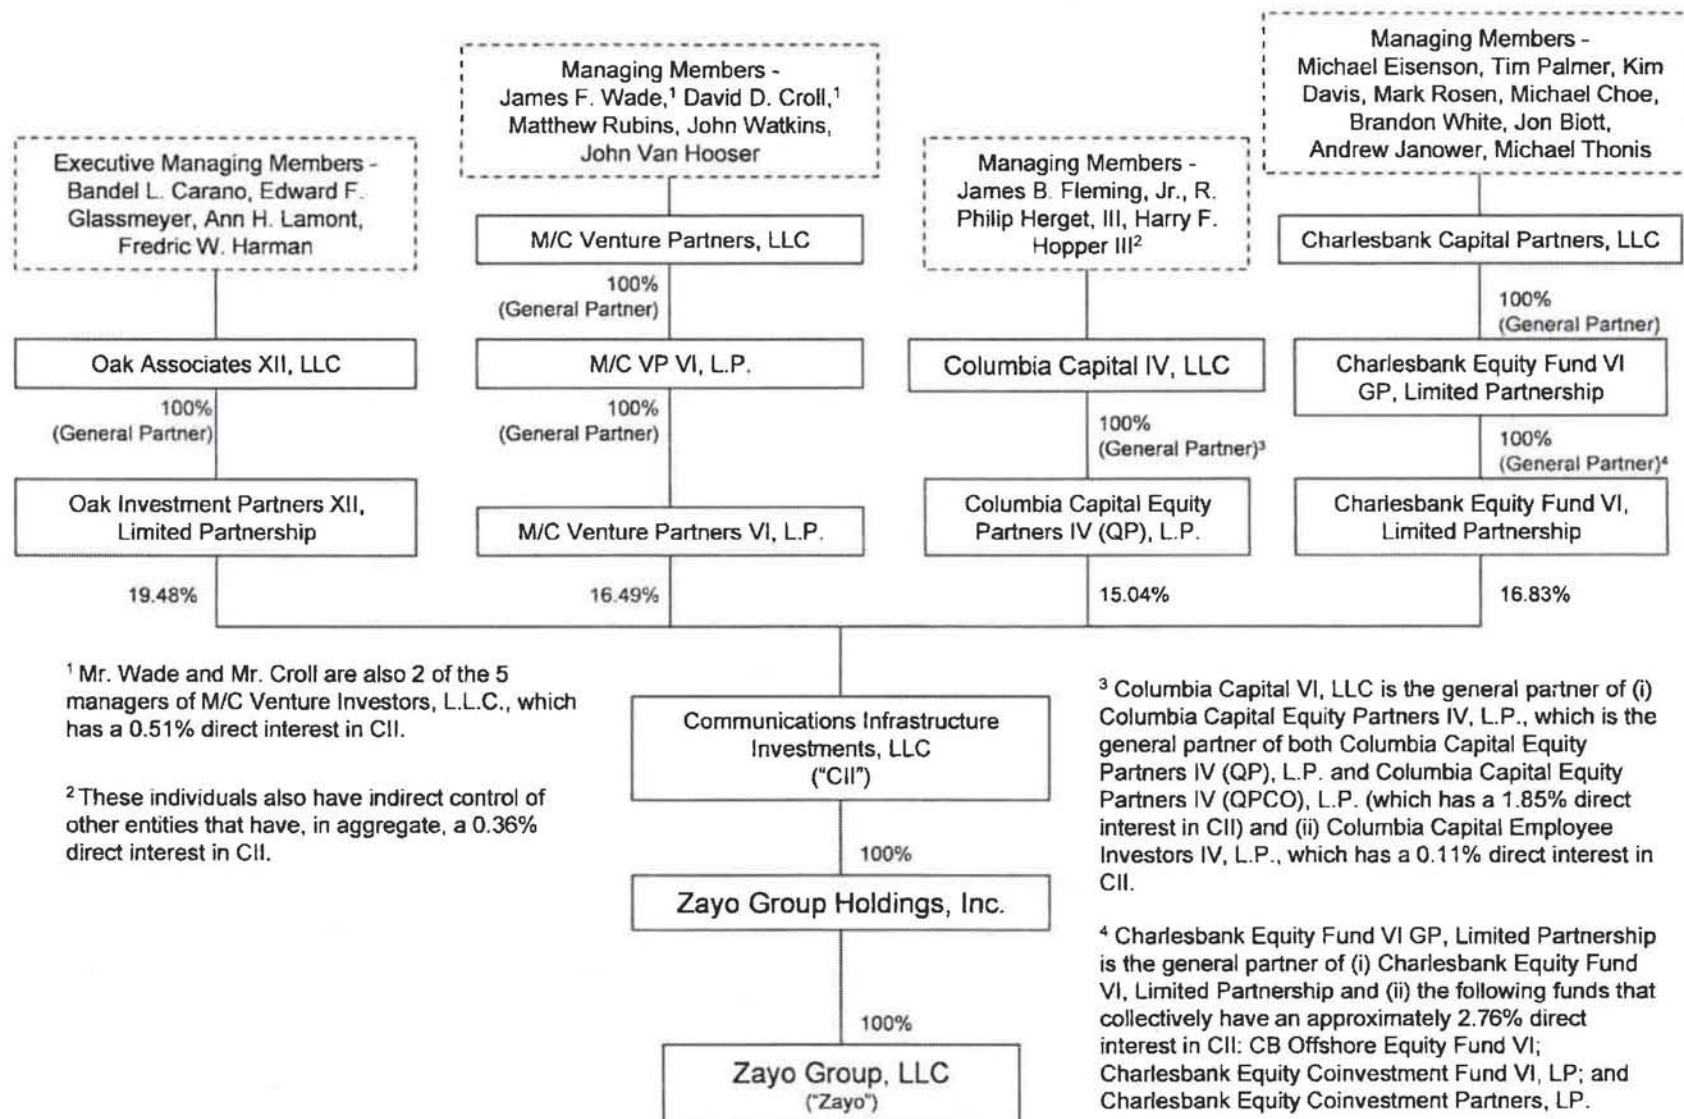 Executive Managing Members -
Bandel L. Carano, Edward F.
Glassmeyer, Ann H. Lamont,
Fredric W. Harman
Oak Associates XII, LLC
100%
(General Partner)
Oak Investment Partners XII,
Limited Partnership
19.48%
Managing Members -
James F. Wade,¹ David D. Croll,¹
Matthew Rubins, John Watkins,
John Van Hooser
M/C Venture Partners, LLC
100%
(General Partner)
M/C VP VI, L.P.
100%
(General Partner)
M/C Venture Partners VI, L.P.
16.49%
Managing Members -
James B. Fleming, Jr., R.
Philip Herget, III, Harry F.
Hopper III²
Columbia Capital IV, LLC
100%
(General Partner)³
Columbia Capital Equity
Partners IV (QP), L.P.
15.04%
Managing Members -
Michael Eisenson, Tim Palmer, Kim
Davis, Mark Rosen, Michael Choe,
Brandon White, Jon Biott,
Andrew Janower, Michael Thonis
Charlesbank Capital Partners, LLC
100%
(General Partner)
Charlesbank Equity Fund VI
GP, Limited Partnership
100%
(General Partner)⁴
Charlesbank Equity Fund VI,
Limited Partnership
16.83%
Communications Infrastructure
Investments, LLC
("CII")
100%
Zayo Group Holdings, Inc.
100%
Zayo Group, LLC
("Zayo")
¹ Mr. Wade and Mr. Croll are also 2 of the 5
managers of M/C Venture Investors, L.L.C., which
has a 0.51% direct interest in CII.
² These individuals also have indirect control of
other entities that have, in aggregate, a 0.36%
direct interest in CII.
³ Columbia Capital VI, LLC is the general partner of (i)
Columbia Capital Equity Partners IV, L.P., which is the
general partner of both Columbia Capital Equity
Partners IV (QP), L.P. and Columbia Capital Equity
Partners IV (QPCO), L.P. (which has a 1.85% direct
interest in CII) and (ii) Columbia Capital Employee
Investors IV, L.P., which has a 0.11% direct interest in
CII.
⁴ Charlesbank Equity Fund VI GP, Limited Partnership
is the general partner of (i) Charlesbank Equity Fund
VI, Limited Partnership and (ii) the following funds that
collectively have an approximately 2.76% direct
interest in CII: CB Offshore Equity Fund VI;
Charlesbank Equity Coinvestment Fund VI, LP; and
Charlesbank Equity Coinvestment Partners, LP.